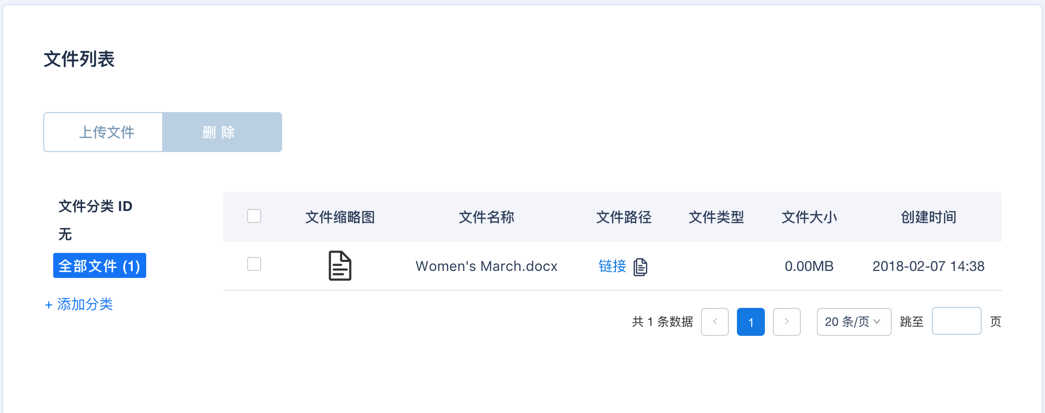 文件列表
上传文件 删 除
文件分类 ID
无
全部文件 (1)
+ 添加分类
文件缩略图 文件名称 文件路径 文件类型 文件大小 创建时间
Women's March.docx 链接 0.00MB 2018-02-07 14:38
共 1 条数据 < 1 > 20 条/页 跳至 页